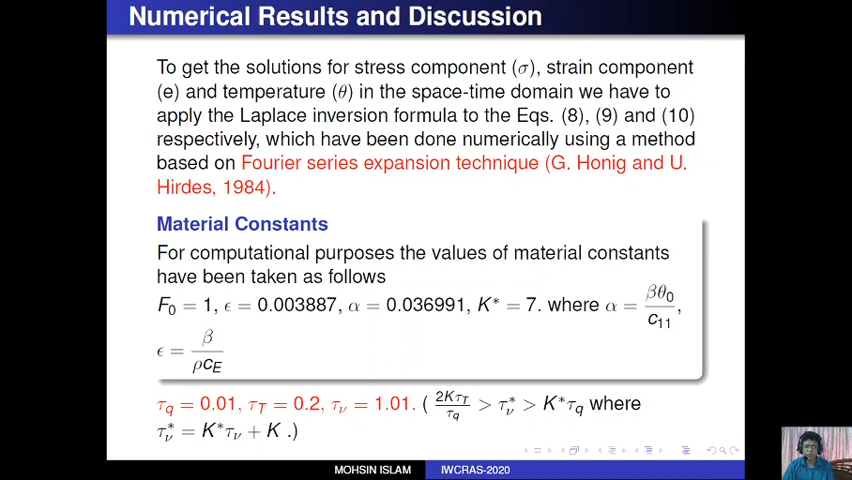 Numerical Results and Discussion
To get the solutions for stress component (σ), strain component
(e) and temperature (θ) in the space-time domain we have to
apply the Laplace inversion formula to the Eqs. (8), (9) and (10)
respectively, which have been done numerically using a method
based on Fourier series expansion technique (G. Honig and U.
Hirdes, 1984).
Material Constants
For computational purposes the values of material constants
have been taken as follows
F₀ = 1, ϵ = 0.003887, α = 0.036991, K* = 7. where α = βθ₀/c₁₁,
ϵ = β/ρc_E
τ_q = 0.01, τ_T = 0.2, τ_ν = 1.01. ( 2Kτ_T/τ_q > τ*_ν > K*τ_q where
τ*_ν = K*τ_ν + K .)
MOHSIN ISLAM IWCRAS-2020